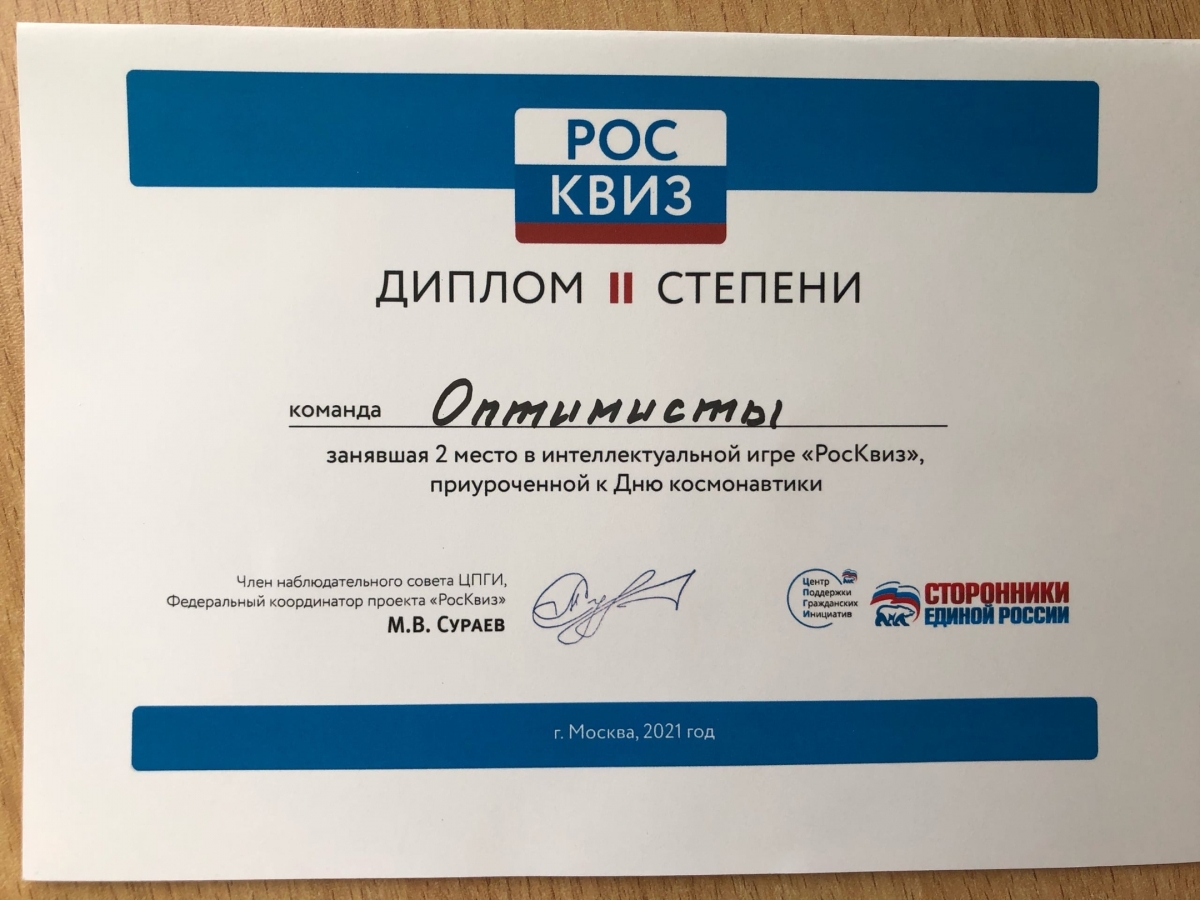 РОС
КВИЗ
ДИПЛОМ II СТЕПЕНИ
команда Оптимисты
занявшая 2 место в интеллектуальной игре «РосКвиз»,
приуроченной к Дню космонавтики
Член наблюдательного совета ЦПГИ,
Федеральный координатор проекта «РосКвиз»
М.В. СУРАЕВ
Центр
Поддержки
Гражданских
Инициатив
СТОРОННИКИ
ЕДИНОЙ РОССИИ
г. Москва, 2021 год